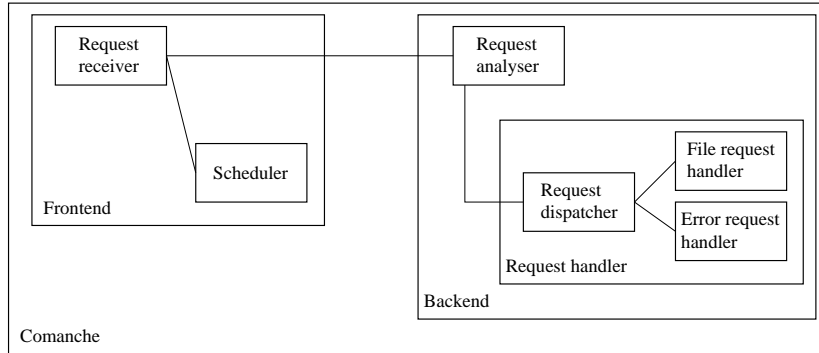 Request
receiver
Scheduler
Frontend
Request
analyser
Request
dispatcher
File request
handler
Error request
handler
Request handler
Backend
Comanche